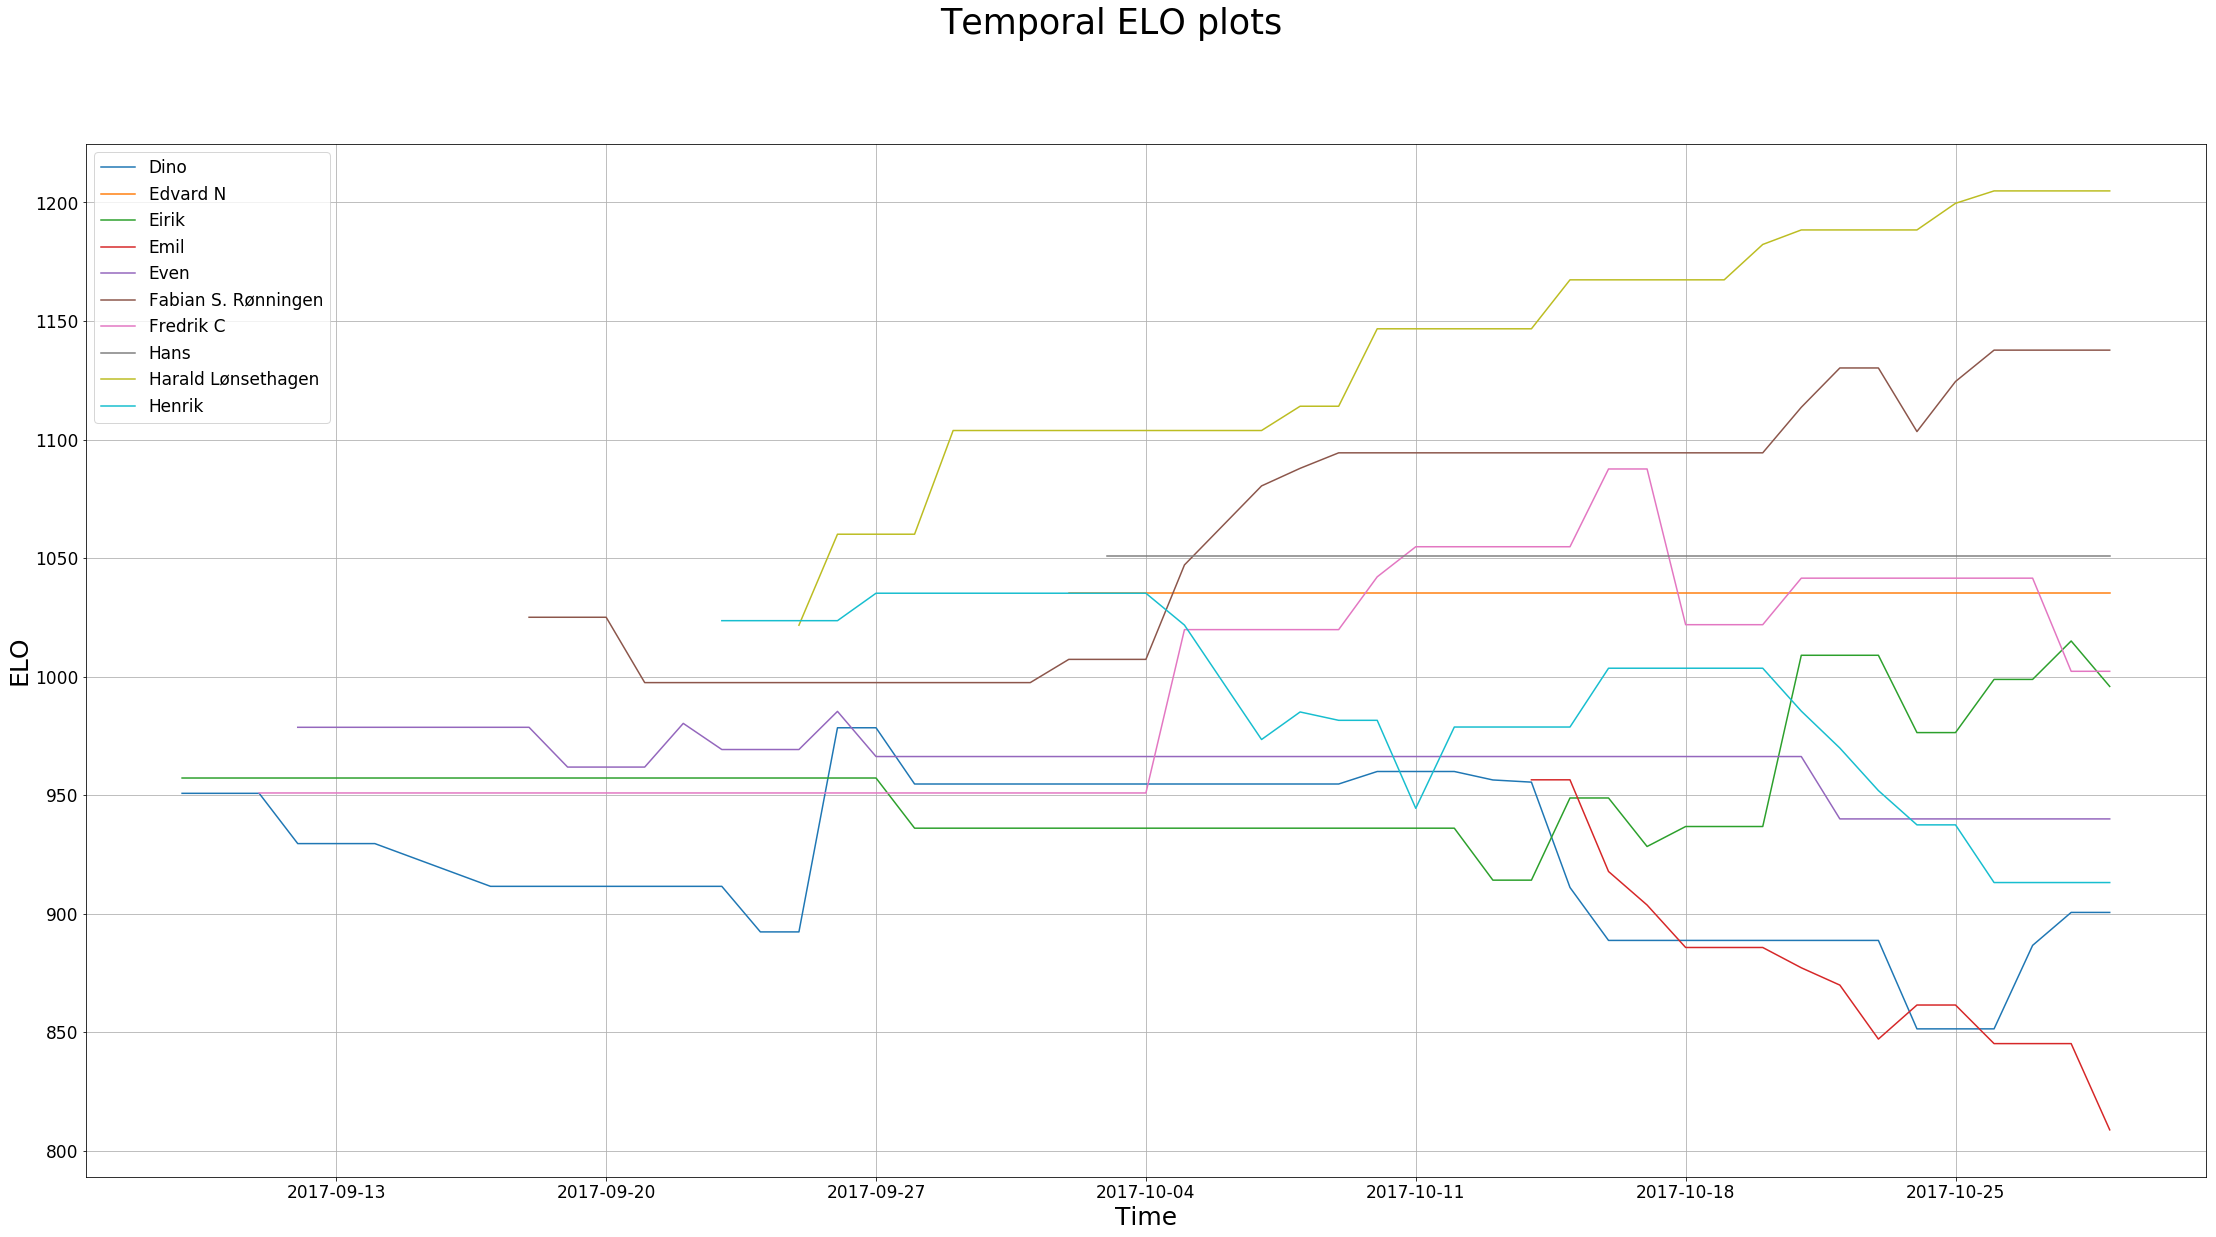 Temporal ELO plots
Dino
Edvard N
Eirik
Emil
Even
Fabian S. Rønningen
Fredrik C
Hans
Harald Lønsethagen
Henrik
1200
1150
1100
1050
1000
950
900
850
800
ELO
2017-09-13 2017-09-20 2017-09-27 2017-10-04 2017-10-11 2017-10-18 2017-10-25
Time